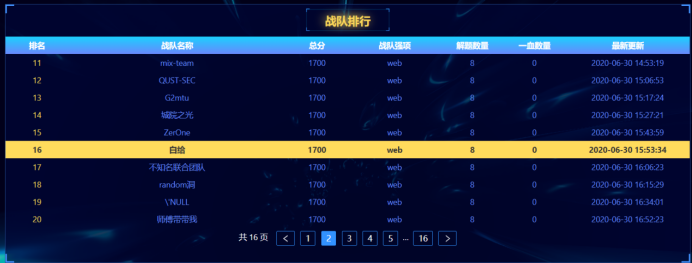 战队排行
排名 战队名称 总分 战队强项 解题数量 一血数量 最新更新
11 mix-team 1700 web 8 0 2020-06-30 14:53:19
12 QUST-SEC 1700 web 8 0 2020-06-30 15:06:53
13 G2mtu 1700 web 8 0 2020-06-30 15:17:24
14 城院之光 1700 web 8 0 2020-06-30 15:27:21
15 ZerOne 1700 web 8 0 2020-06-30 15:43:59
16 白给 1700 web 8 0 2020-06-30 15:53:34
17 不知名联合团队 1700 web 8 0 2020-06-30 16:06:23
18 random洞 1700 web 8 0 2020-06-30 16:15:29
19 \'NULL 1700 web 8 0 2020-06-30 16:34:01
20 师傅带带我 1700 web 8 0 2020-06-30 16:52:23
共 16 页 < 1 2 3 4 5 ... 16 >